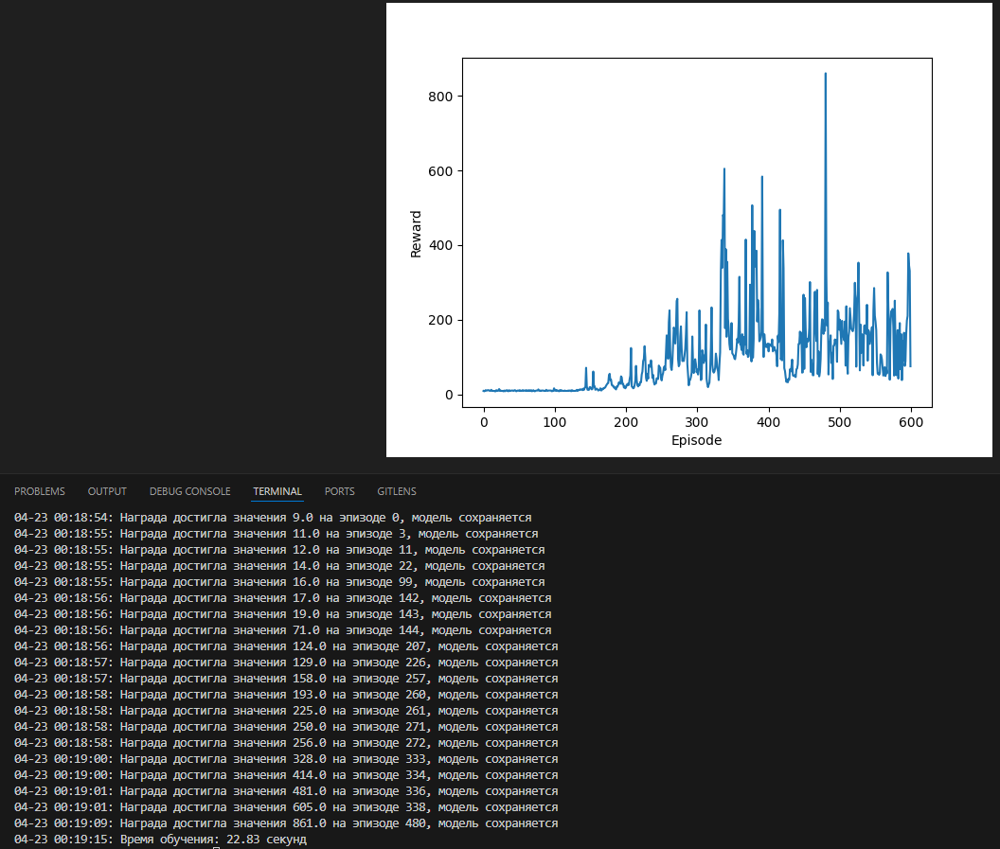 800
600
400
200
0
Reward
0 100 200 300 400 500 600
Episode
PROBLEMS OUTPUT DEBUG CONSOLE TERMINAL PORTS GITLENS
04-23 00:18:54: Награда достигла значения 9.0 на эпизоде 0, модель сохраняется
04-23 00:18:55: Награда достигла значения 11.0 на эпизоде 3, модель сохраняется
04-23 00:18:55: Награда достигла значения 12.0 на эпизоде 11, модель сохраняется
04-23 00:18:55: Награда достигла значения 14.0 на эпизоде 22, модель сохраняется
04-23 00:18:55: Награда достигла значения 16.0 на эпизоде 99, модель сохраняется
04-23 00:18:56: Награда достигла значения 17.0 на эпизоде 142, модель сохраняется
04-23 00:18:56: Награда достигла значения 19.0 на эпизоде 143, модель сохраняется
04-23 00:18:56: Награда достигла значения 71.0 на эпизоде 144, модель сохраняется
04-23 00:18:56: Награда достигла значения 124.0 на эпизоде 207, модель сохраняется
04-23 00:18:57: Награда достигла значения 129.0 на эпизоде 226, модель сохраняется
04-23 00:18:57: Награда достигла значения 158.0 на эпизоде 257, модель сохраняется
04-23 00:18:58: Награда достигла значения 193.0 на эпизоде 260, модель сохраняется
04-23 00:18:58: Награда достигла значения 225.0 на эпизоде 261, модель сохраняется
04-23 00:18:58: Награда достигла значения 250.0 на эпизоде 271, модель сохраняется
04-23 00:18:58: Награда достигла значения 256.0 на эпизоде 272, модель сохраняется
04-23 00:19:00: Награда достигла значения 328.0 на эпизоде 333, модель сохраняется
04-23 00:19:00: Награда достигла значения 414.0 на эпизоде 334, модель сохраняется
04-23 00:19:01: Награда достигла значения 481.0 на эпизоде 336, модель сохраняется
04-23 00:19:01: Награда достигла значения 605.0 на эпизоде 338, модель сохраняется
04-23 00:19:09: Награда достигла значения 861.0 на эпизоде 480, модель сохраняется
04-23 00:19:15: Время обучения: 22.83 секунд